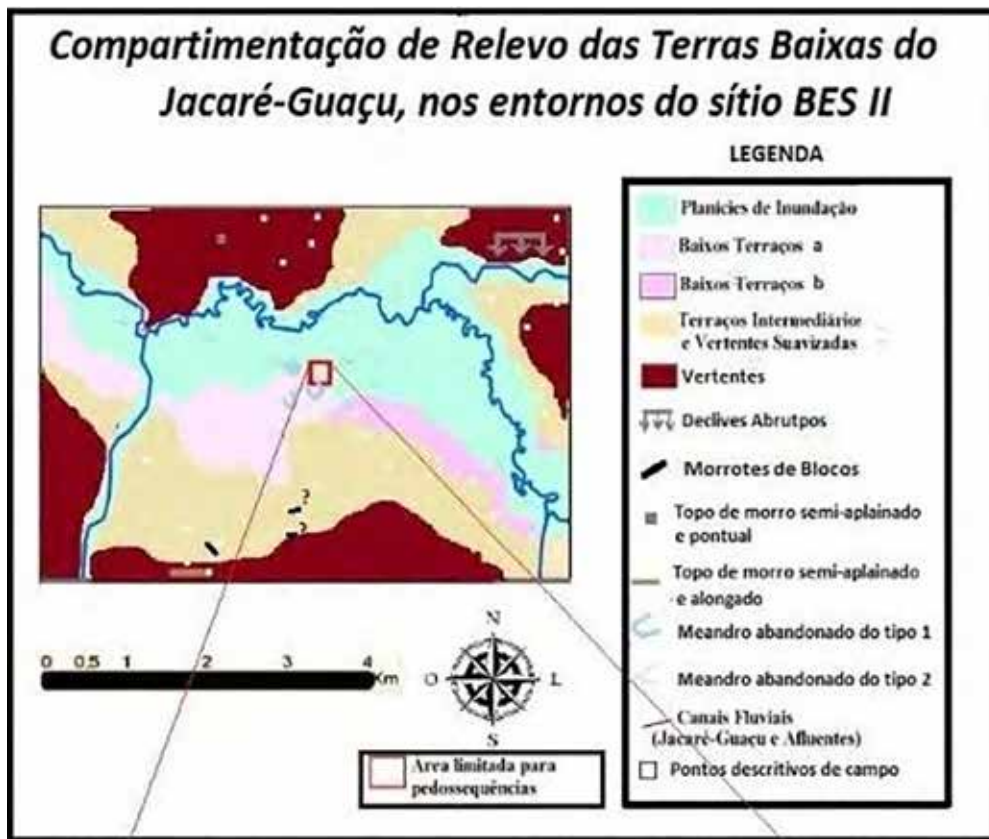 Compartimentação de Relevo das Terras Baixas do
Jacaré-Guaçu, nos entornos do sítio BES II
LEGENDA
Planícies de Inundação
Baixos Terraços a
Baixos Terraços b
Terraços Intermediários
e Vertentes Suavizadas
Vertentes
Declives Abrutpos
Morrotes de Blocos
Topo de morro semi-aplainado
e pontual
Topo de morro semi-aplainado
e alongado
Meandro abandonado do tipo 1
Meandro abandonado do tipo 2
Canais Fluviais
(Jacaré-Guaçu e Afluentes)
Pontos descritivos de campo
?
?
0 0.5 1 2 3 4
Km
N
O L
S
Area limitada para
pedossequências